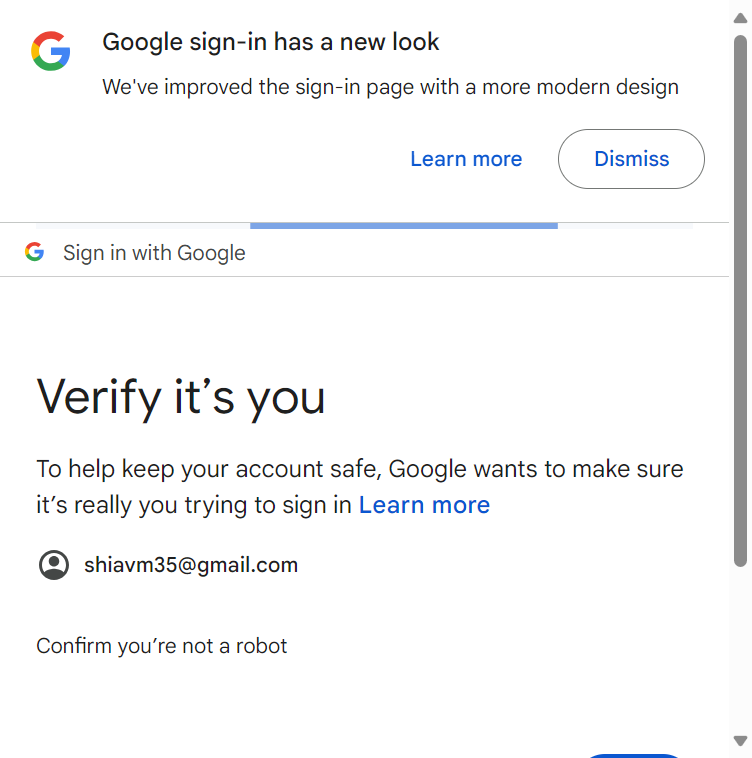 Google sign-in has a new look
We've improved the sign-in page with a more modern design
Learn more
Dismiss
Sign in with Google
Verify it’s you
To help keep your account safe, Google wants to make sure
it’s really you trying to sign in Learn more
shiavm35@gmail.com
Confirm you’re not a robot